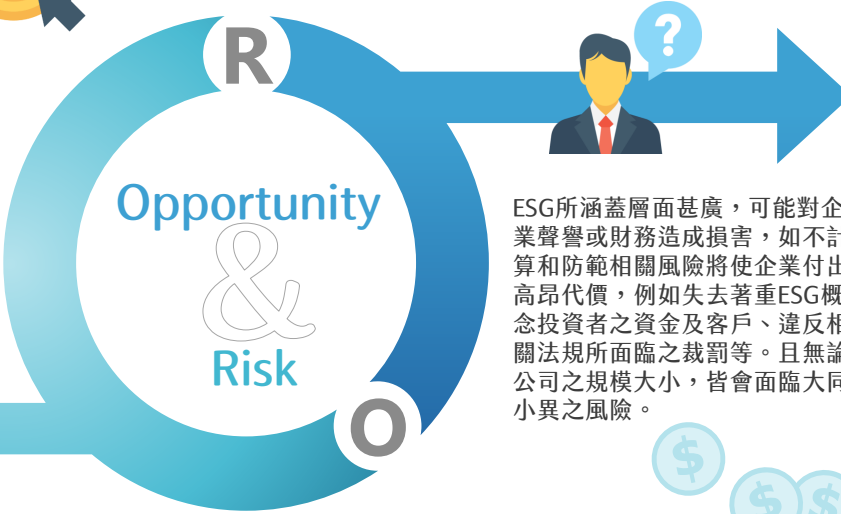 R
?
Opportunity
&
Risk
O
ESG所涵蓋層面甚廣，可能對企
業聲譽或財務造成損害，如不計
算和防範相關風險將使企業付出
高昂代價，例如失去著重ESG概
念投資者之資金及客戶、違反相
關法規所面臨之裁罰等。且無論
公司之規模大小，皆會面臨大同
小異之風險。
$
$
$